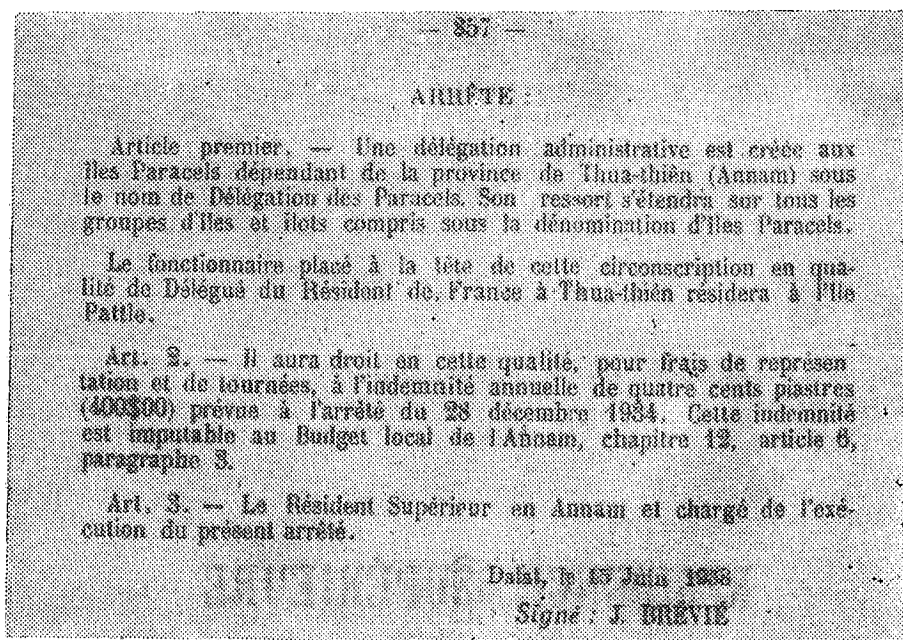 — 857 —
ARRÊTE :
Article premier. — Une délégation administrative est créée aux
îles Paracels dépendant de la province de Thua-thiên (Annam) sous
le nom de Délégation des Paracels. Son ressort s'étendra sur tous les
groupes d'îles et îlots compris sous la dénomination d'îles Paracels.
Le fonctionnaire placé à la tête de cette circonscription en qua-
lité de Délégué du Résident de France à Thua-thiên résidera à l'île
Pattle.
Art. 2. — Il aura droit en cette qualité, pour frais de représen
tation et de tournées, à l'indemnité annuelle de quatre cents piastres
(400$00) prévue à l'arrêté du 28 décembre 1934. Cette indemnité
est imputable au Budget local de l'Annam, chapitre 12, article 6,
paragraphe 3.
Art. 3. — Le Résident Supérieur en Annam et chargé de l'exé-
cution du présent arrêté.
Dalat, le 15 Juin 1938
Signé : J. BRÉVIÉ